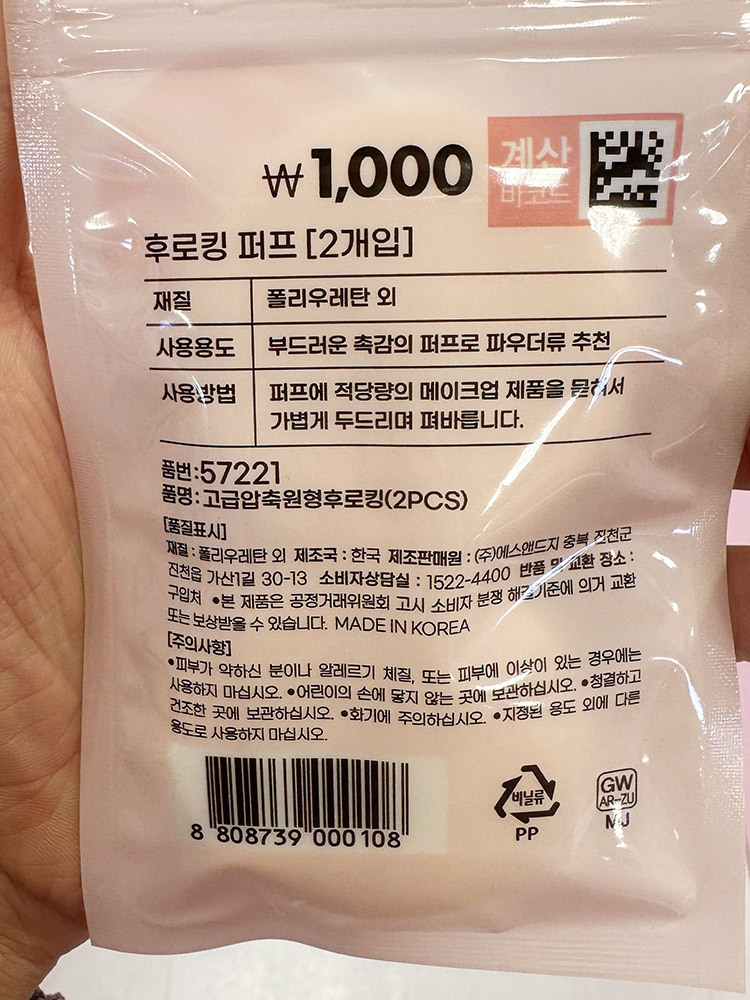 ₩1,000
계산
바코드
후로킹 퍼프 [2개입]
재질 폴리우레탄 외
사용용도 부드러운 촉감의 퍼프로 파우더류 추천
사용방법 퍼프에 적당량의 메이크업 제품을 묻혀서
가볍게 두드리며 펴바릅니다.
품번:57221
품명:고급압축원형후로킹(2PCS)
[품질표시]
재질 : 폴리우레탄 외 제조국 : 한국 제조판매원 : (주)에스앤드지 충북 진천군
진천읍 가산1길 30-13 소비자상담실 : 1522-4400 반품 및 교환 장소 :
구입처 •본 제품은 공정거래위원회 고시 소비자 분쟁 해결기준에 의거 교환
또는 보상받을 수 있습니다. MADE IN KOREA
[주의사항]
•피부가 약하신 분이나 알레르기 체질, 또는 피부에 이상이 있는 경우에는
사용하지 마십시오. •어린이의 손에 닿지 않는 곳에 보관하십시오. •청결하고
건조한 곳에 보관하십시오. •화기에 주의하십시오. •지정된 용도 외에 다른
용도로 사용하지 마십시오.
8 808739 000108
비닐류
PP
GW
AR-ZU
MJ